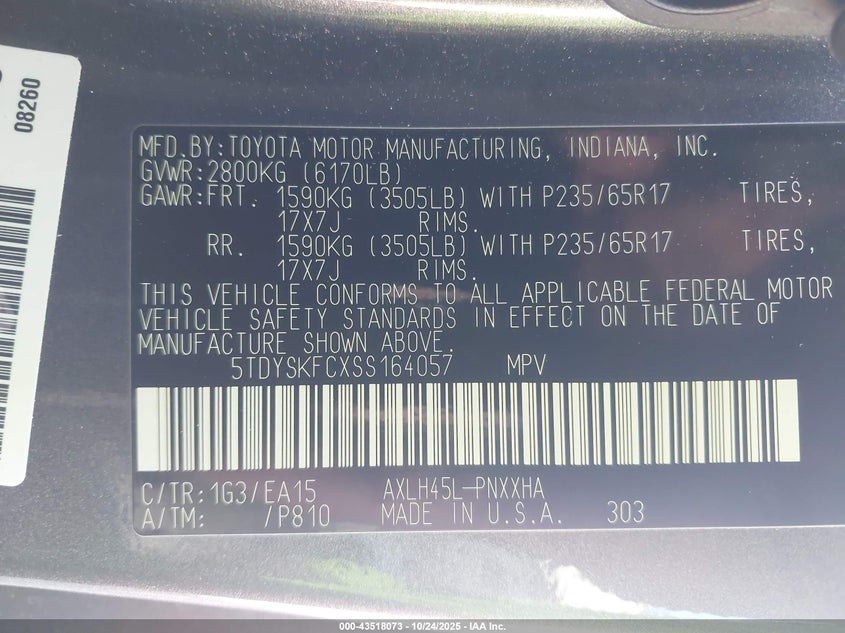 08260
MFD.BY:TOYOTA MOTOR MANUFACTURING, INDIANA, INC.
GVWR:2800KG (6170LB)
GAWR:FRT. 1590KG (3505LB) WITH P235/65R17 TIRES,
17X7J RIMS.
RR. 1590KG (3505LB) WITH P235/65R17 TIRES,
17X7J RIMS.
THIS VEHICLE CONFORMS TO ALL APPLICABLE FEDERAL MOTOR
VEHICLE SAFETY STANDARDS IN EFFECT ON THE DATE OF
MANUFACTURE SHOWN ABOVE.
5TDYSKFCXSS164057 MPV
C/TR:1G3/EA15 AXLH45L-PNXXHA
A/TM: /P810 MADE IN U.S.A. 303
000-43518073 - 10/24/2025 - IAA Inc.